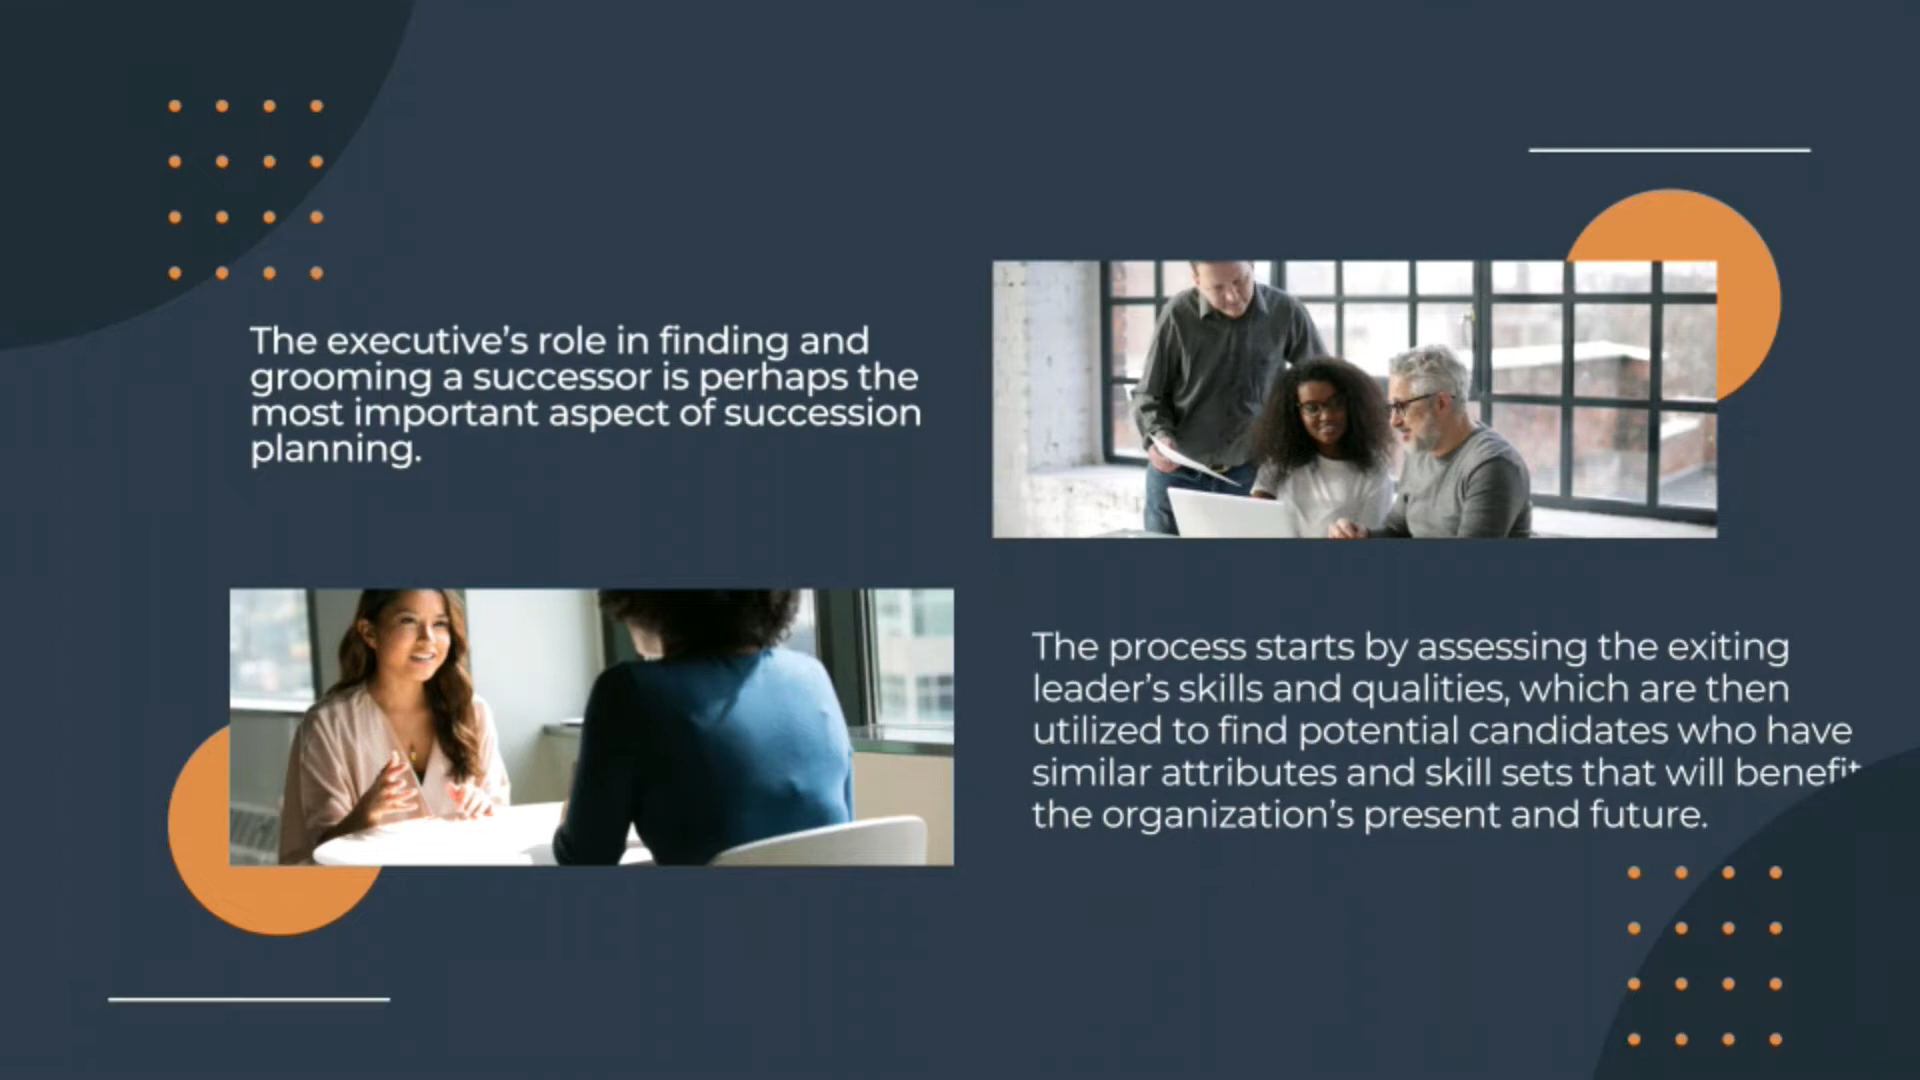 The executive’s role in finding and
grooming a successor is perhaps the
most important aspect of succession
planning.
The process starts by assessing the exiting
leader’s skills and qualities, which are then
utilized to find potential candidates who have
similar attributes and skill sets that will benefit
the organization’s present and future.